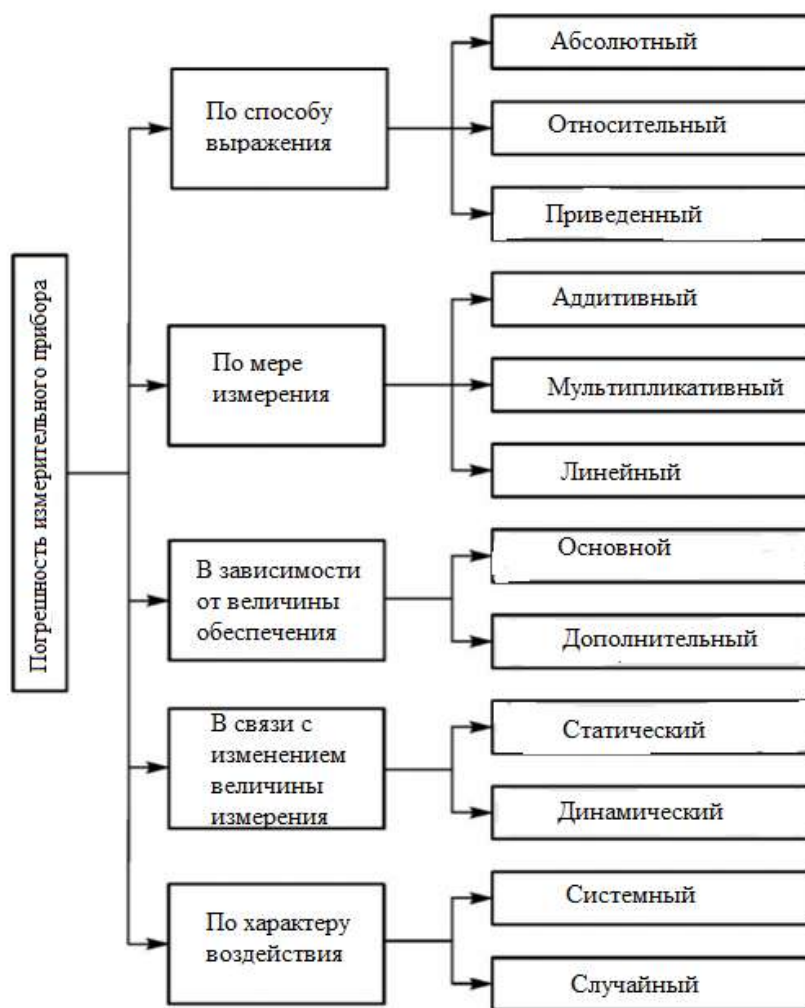 Погрешность измерительного прибора
По способу
выражения
Абсолютный
Относительный
Приведенный
По мере
измерения
Аддитивный
Мультипликативный
Линейный
В зависимости
от величины
обеспечения
Основной
Дополнительный
В связи с
изменением
величины
измерения
Статический
Динамический
По характеру
воздействия
Системный
Случайный